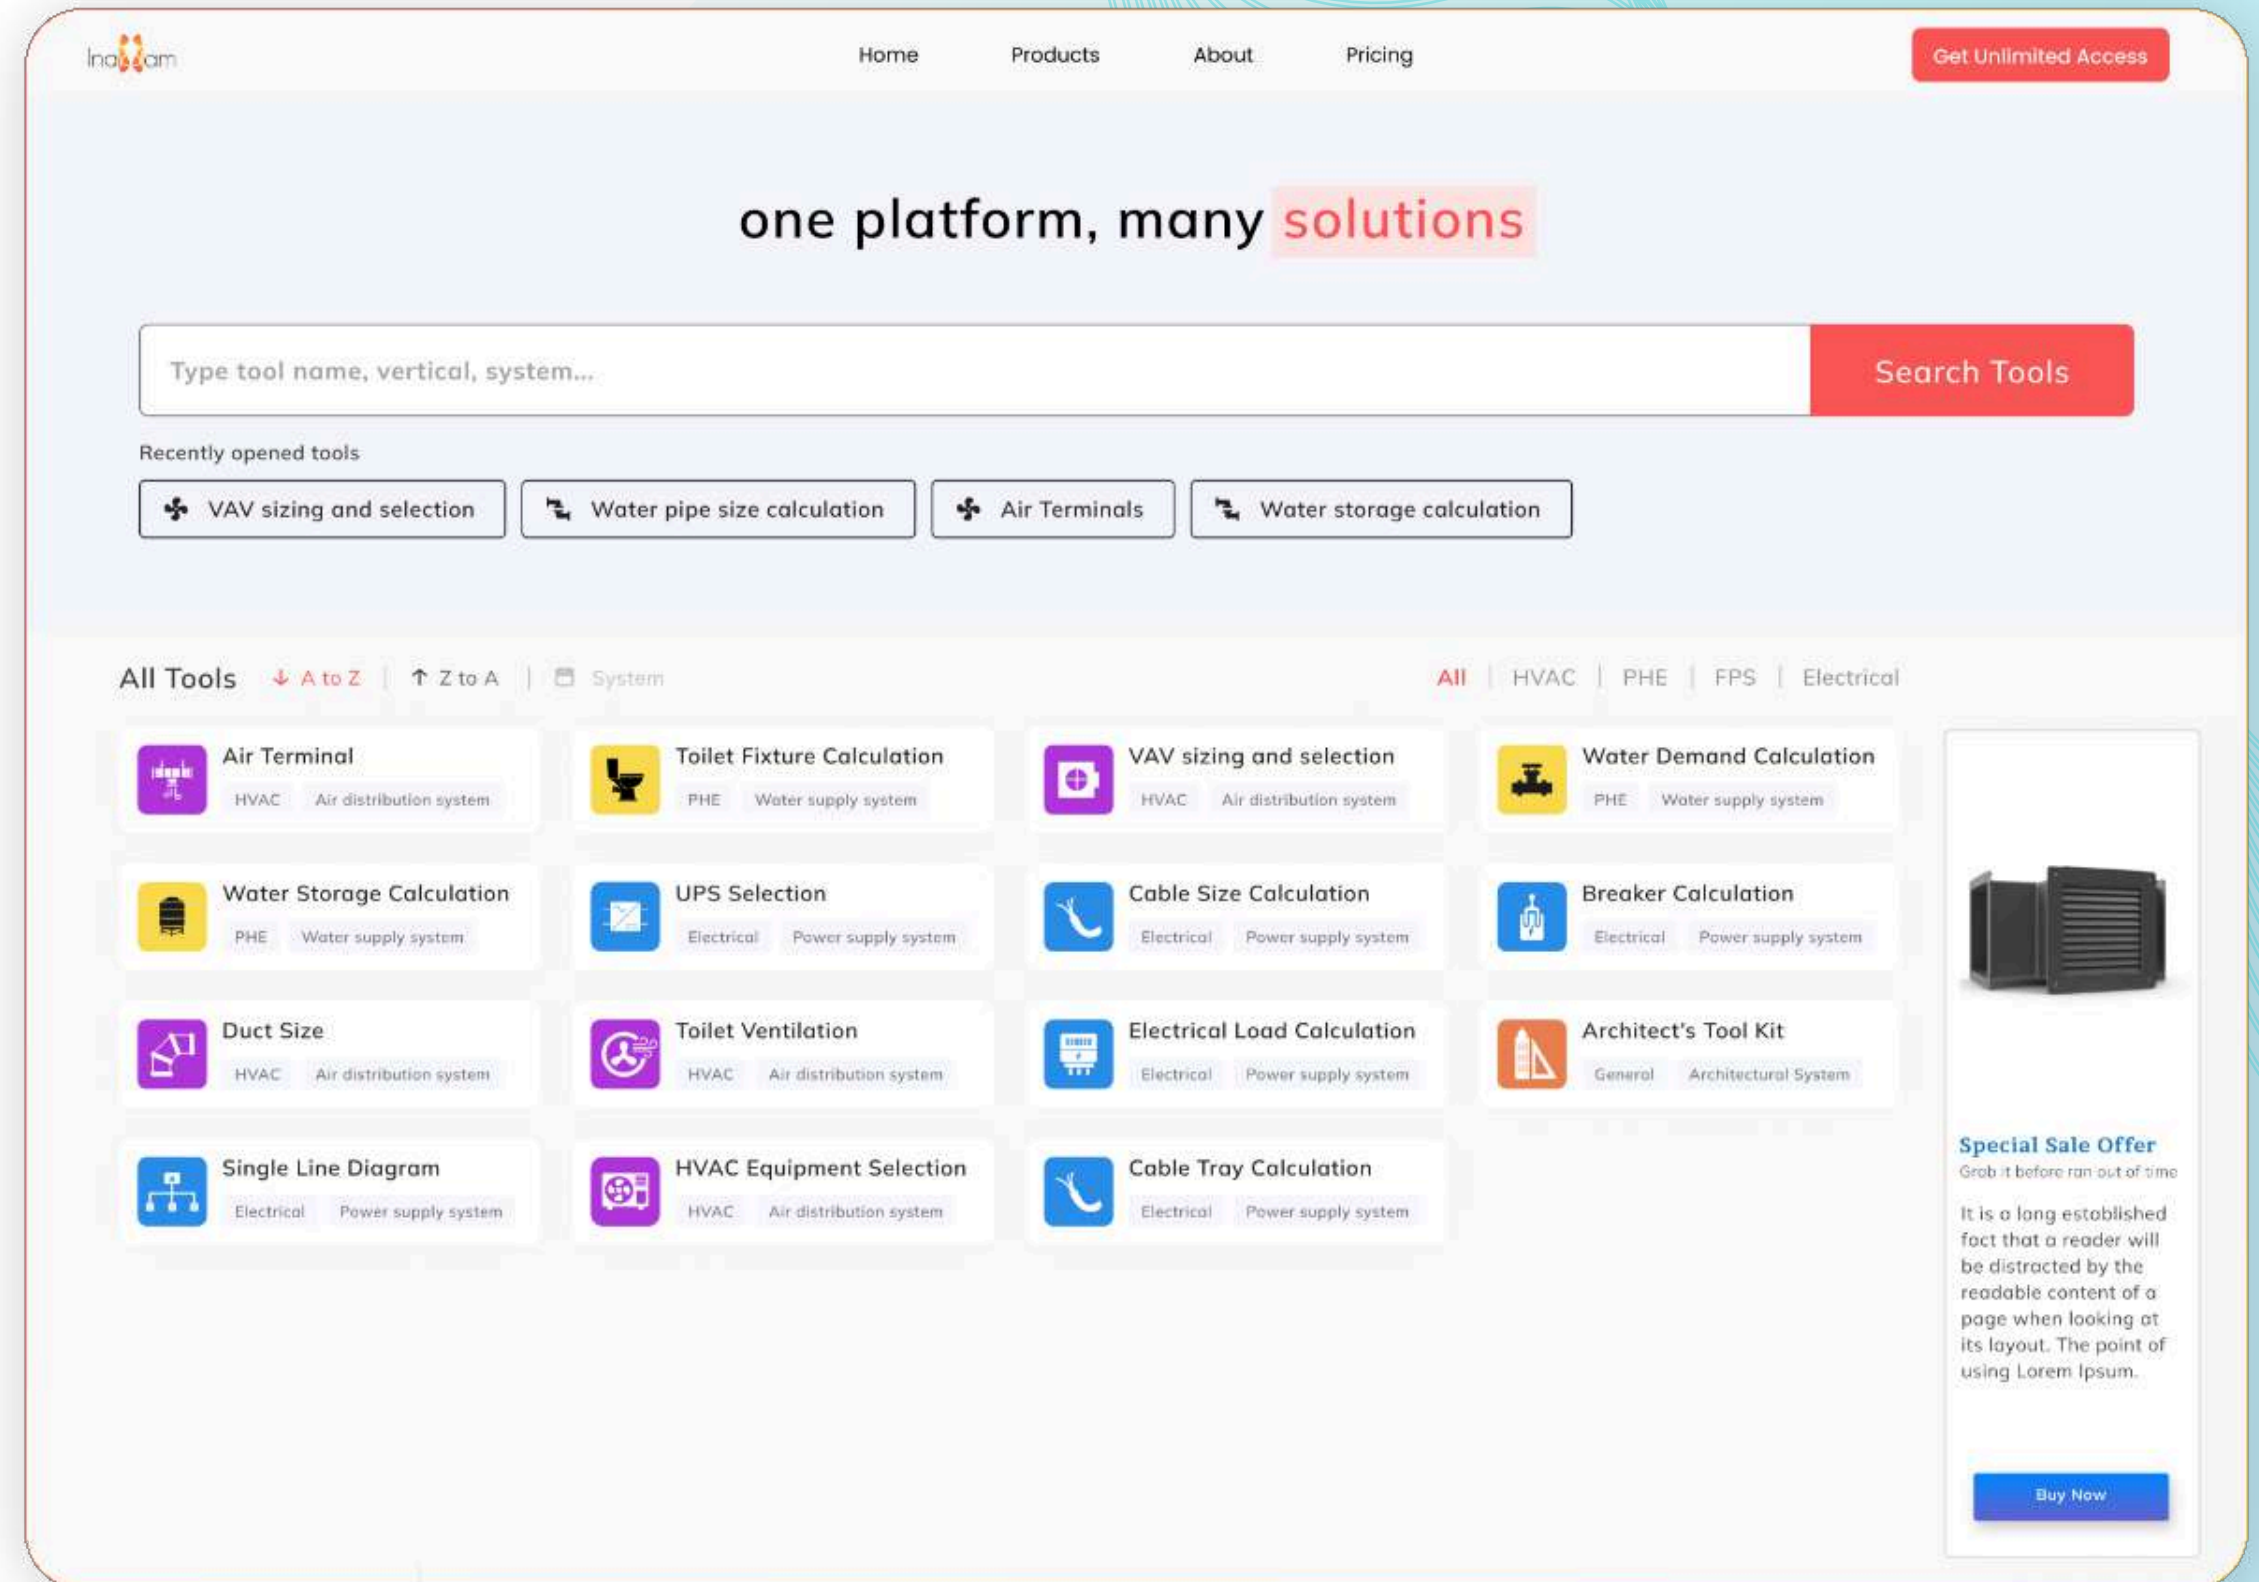 Home Products About Pricing Get Unlimited Access
one platform, many solutions
Type tool name, vertical, system... Search Tools
Recently opened tools
VAV sizing and selection Water pipe size calculation Air Terminals Water storage calculation
All Tools ↓ A to Z | ↑ Z to A | System All | HVAC | PHE | FPS | Electrical
Air Terminal
HVAC Air distribution system
Toilet Fixture Calculation
PHE Water supply system
VAV sizing and selection
HVAC Air distribution system
Water Demand Calculation
PHE Water supply system
Water Storage Calculation
PHE Water supply system
UPS Selection
Electrical Power supply system
Cable Size Calculation
Electrical Power supply system
Breaker Calculation
Electrical Power supply system
Duct Size
HVAC Air distribution system
Toilet Ventilation
HVAC Air distribution system
Electrical Load Calculation
Electrical Power supply system
Architect's Tool Kit
General Architectural System
Single Line Diagram
Electrical Power supply system
HVAC Equipment Selection
HVAC Air distribution system
Cable Tray Calculation
Electrical Power supply system
Special Sale Offer
Grab it before ran out of time
It is a long established
fact that a reader will
be distracted by the
readable content of a
page when looking at
its layout. The point of
using Lorem Ipsum.
Buy Now